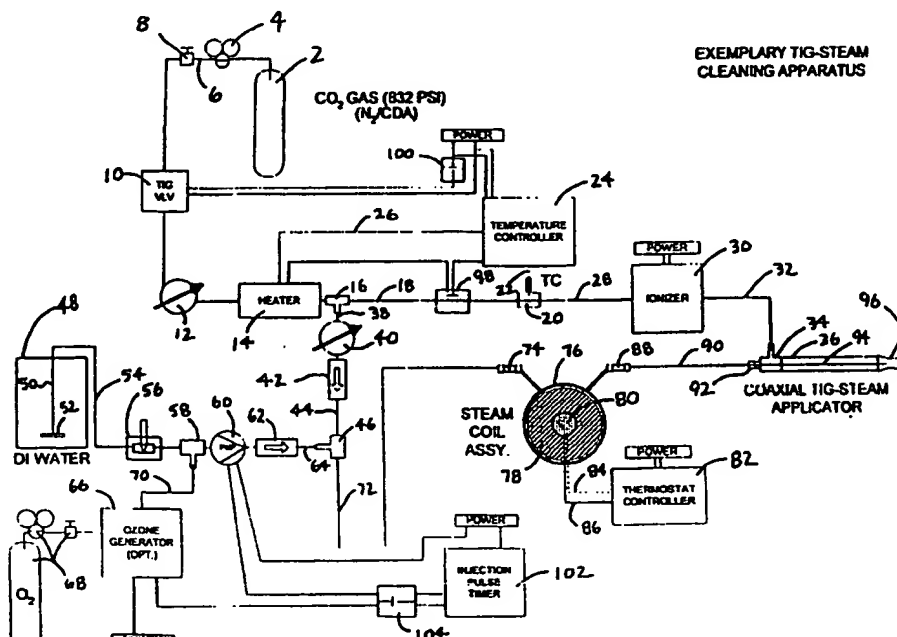 8
4
2
6
EXEMPLARY TIG-STEAM
CLEANING APPARATUS
CO₂ GAS (832 PSI)
(N₂/CDA)
POWER
100
10
TIG
VLV
24
26
TEMPERATURE
CONTROLLER
POWER
30
32
IONIZER
12
HEATER
14
16
18
38
98
22
TC
20
28
40
34
36
94
96
92
COAXIAL TIG-STEAM
APPLICATOR
48
50
52
54
DI WATER
56
58
60
62
64
42
44
46
72
74
76
88
90
80
STEAM
COIL
ASSY.
78
84
86
POWER
82
THERMOSTAT
CONTROLLER
66
70
OZONE
GENERATOR
(OPT.)
68
O₂
POWER
INJECTION
PULSE
TIMER
102
104